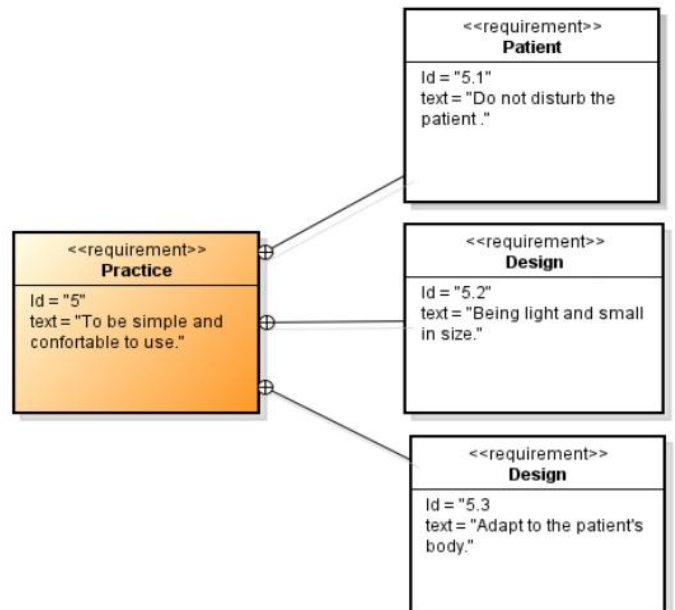 <<requirement>>
Patient
Id = "5.1"
text = "Do not disturb the
patient ."
<<requirement>>
Practice
Id = "5"
text = "To be simple and
confortable to use."
<<requirement>>
Design
Id = "5.2"
text = "Being light and small
in size."
<<requirement>>
Design
Id = "5.3
text = "Adapt to the patient's
body."